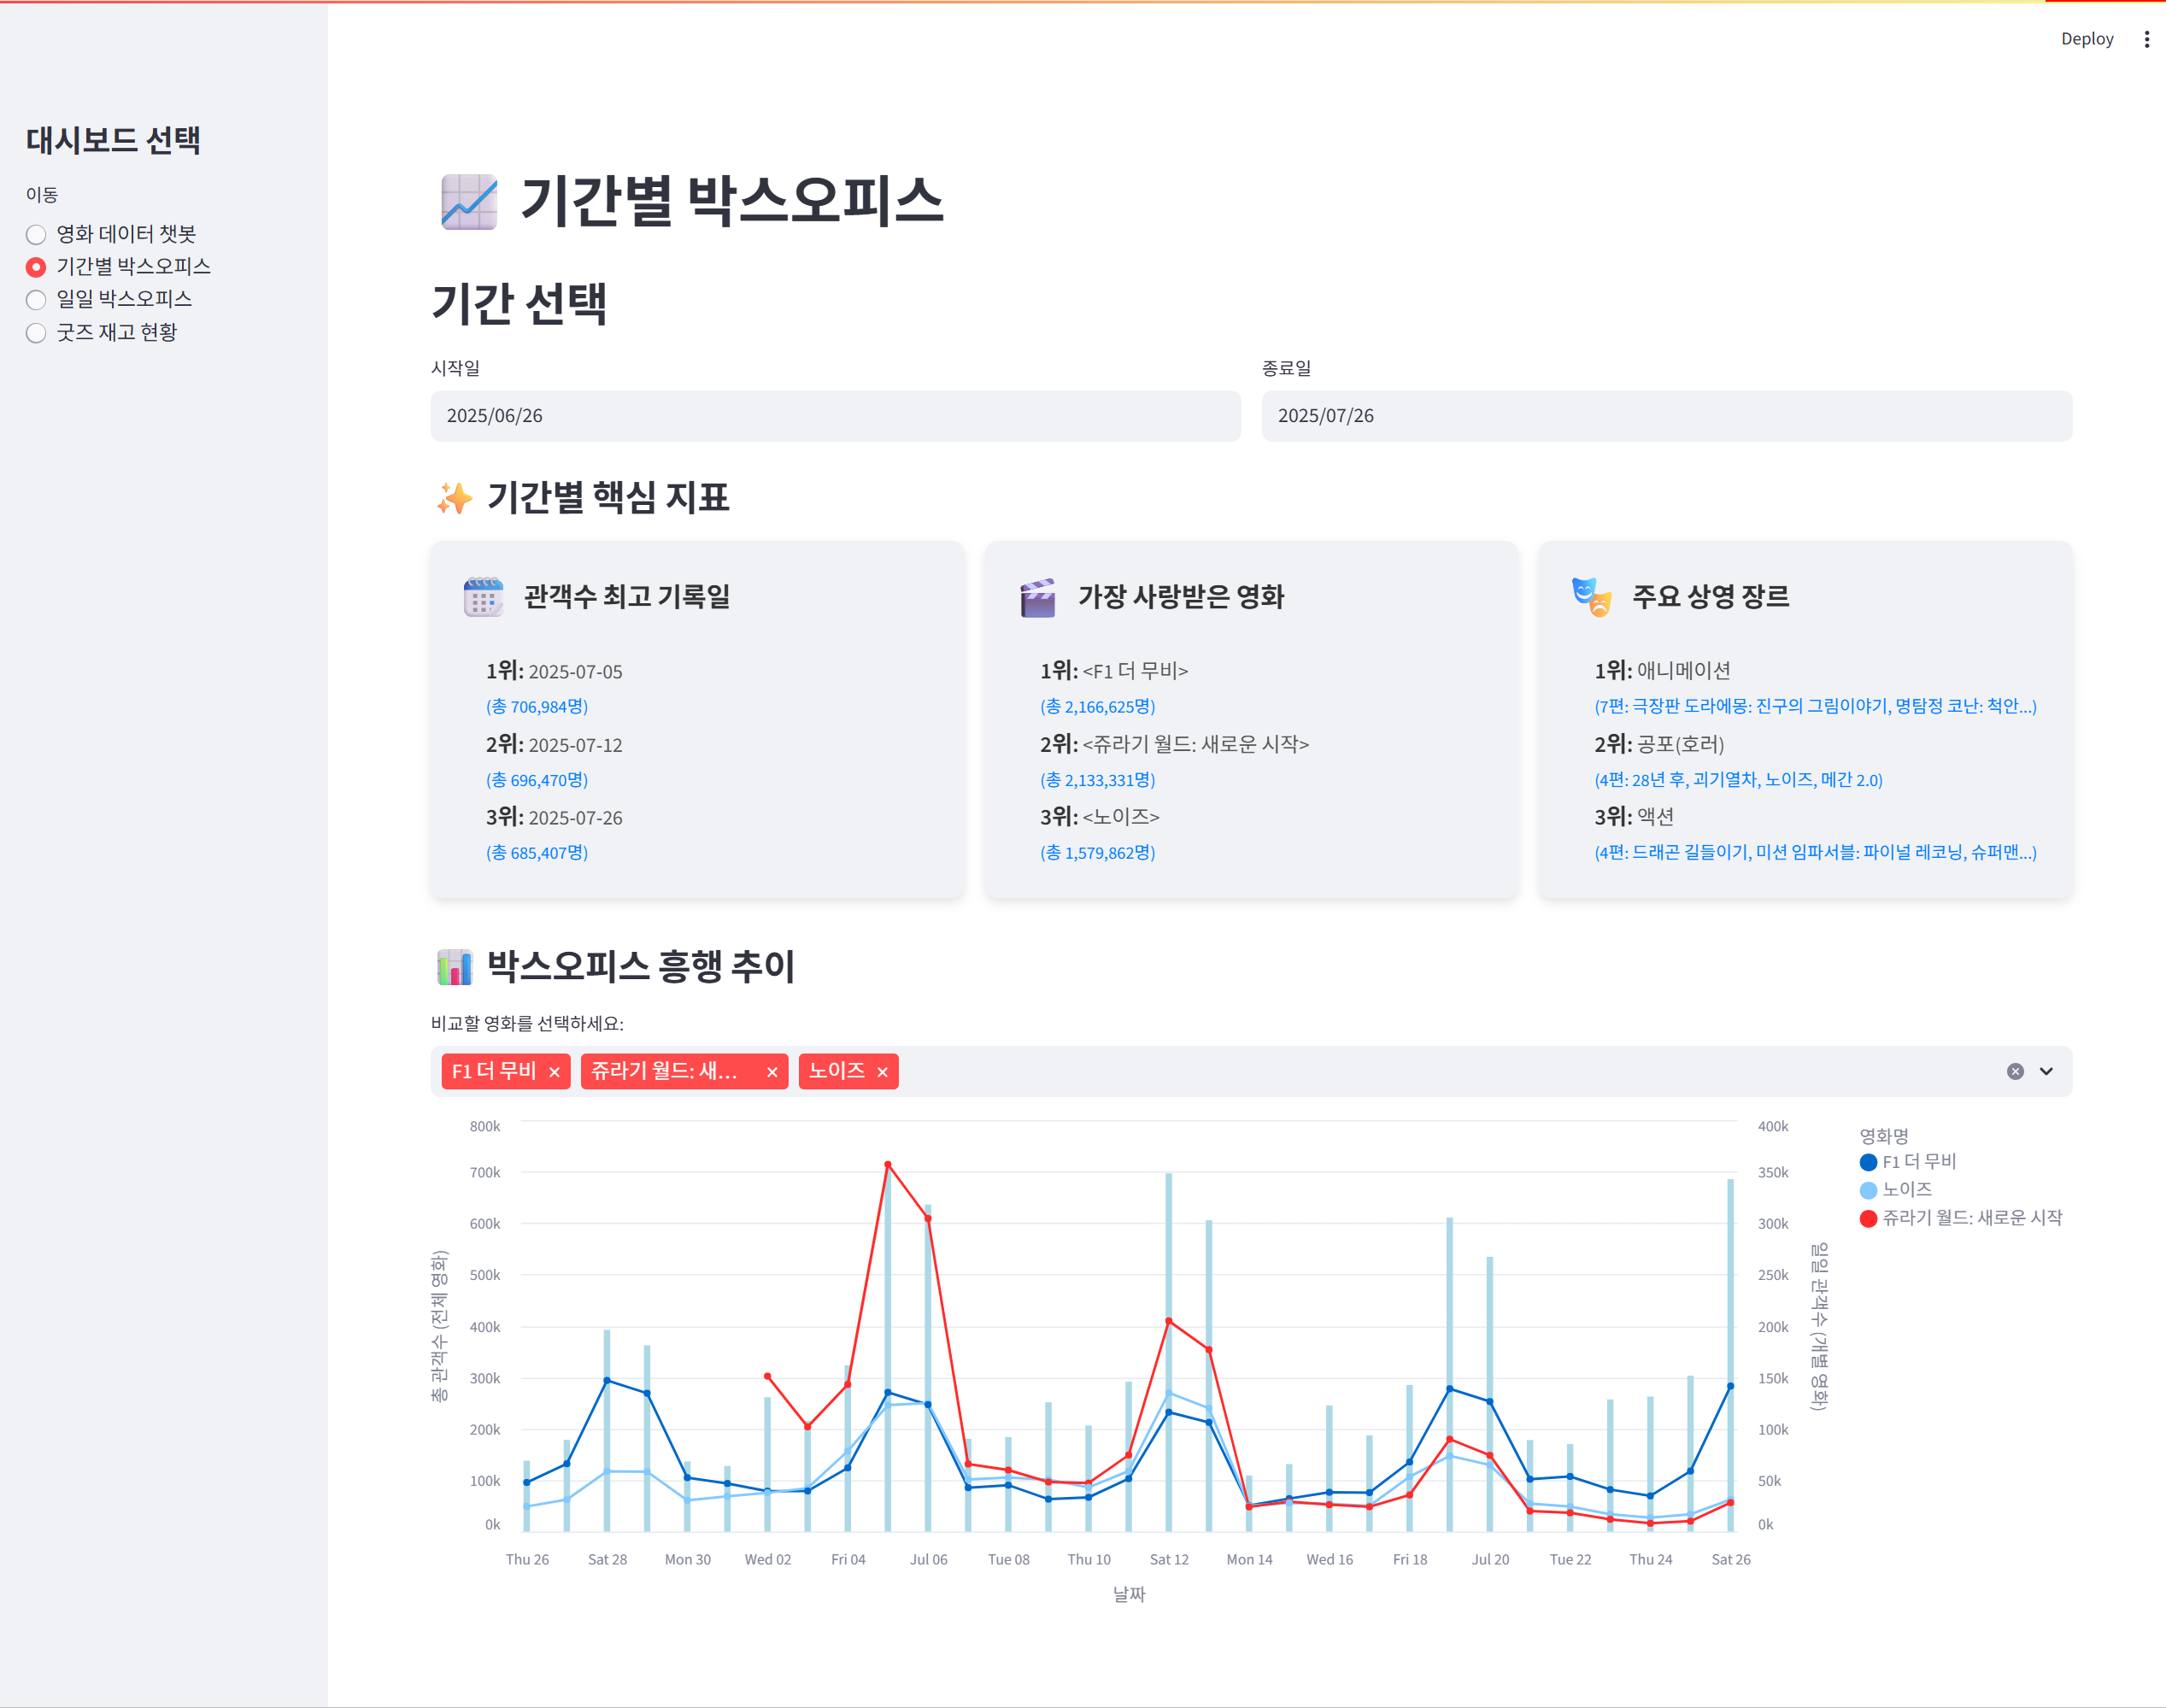 Deploy
대시보드 선택
이동
영화 데이터 챗봇
기간별 박스오피스
일일 박스오피스
굿즈 재고 현황
기간별 박스오피스
기간 선택
시작일
종료일
2025/06/26
2025/07/26
기간별 핵심 지표
관객수 최고 기록일
1위: 2025-07-05
(총 706,984명)
2위: 2025-07-12
(총 696,470명)
3위: 2025-07-26
(총 685,407명)
가장 사랑받은 영화
1위: <F1 더 무비>
(총 2,166,625명)
2위: <쥬라기 월드: 새로운 시작>
(총 2,133,331명)
3위: <노이즈>
(총 1,579,862명)
주요 상영 장르
1위: 애니메이션
(7편: 극장판 도라에몽: 진구의 그림이야기, 명탐정 코난: 척안...)
2위: 공포(호러)
(4편: 28년 후, 괴기열차, 노이즈, 메간 2.0)
3위: 액션
(4편: 드래곤 길들이기, 미션 임파서블: 파이널 레코닝, 슈퍼맨...)
박스오피스 흥행 추이
비교할 영화를 선택하세요:
F1 더 무비
쥬라기 월드: 새...
노이즈
800k
700k
600k
500k
400k
300k
200k
100k
0k
총 관객수 (전체 영화)
400k
350k
300k
250k
200k
150k
100k
50k
0k
일일 관객수 (개별 영화)
영화명
F1 더 무비
노이즈
쥬라기 월드: 새로운 시작
Thu 26
Sat 28
Mon 30
Wed 02
Fri 04
Jul 06
Tue 08
Thu 10
Sat 12
Mon 14
Wed 16
Fri 18
Jul 20
Tue 22
Thu 24
Sat 26
날짜